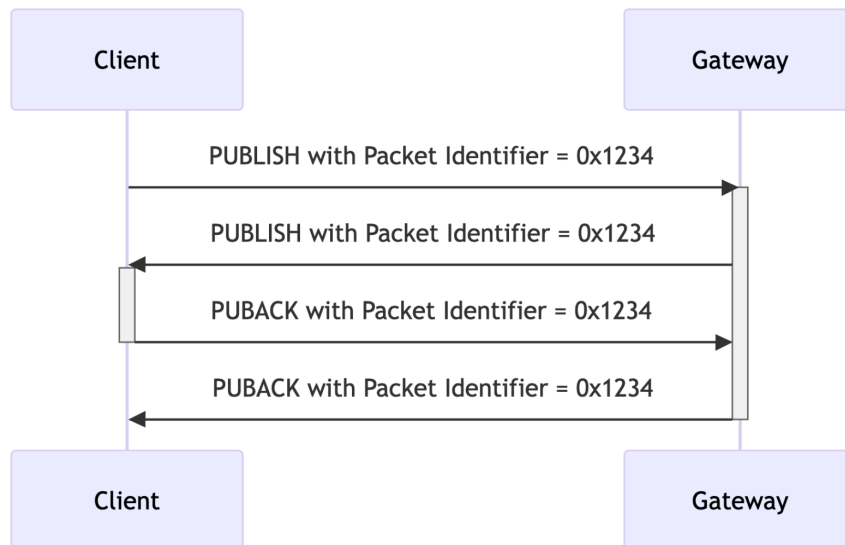 Client
Gateway
PUBLISH with Packet Identifier = 0x1234
PUBLISH with Packet Identifier = 0x1234
PUBACK with Packet Identifier = 0x1234
PUBACK with Packet Identifier = 0x1234
Client
Gateway